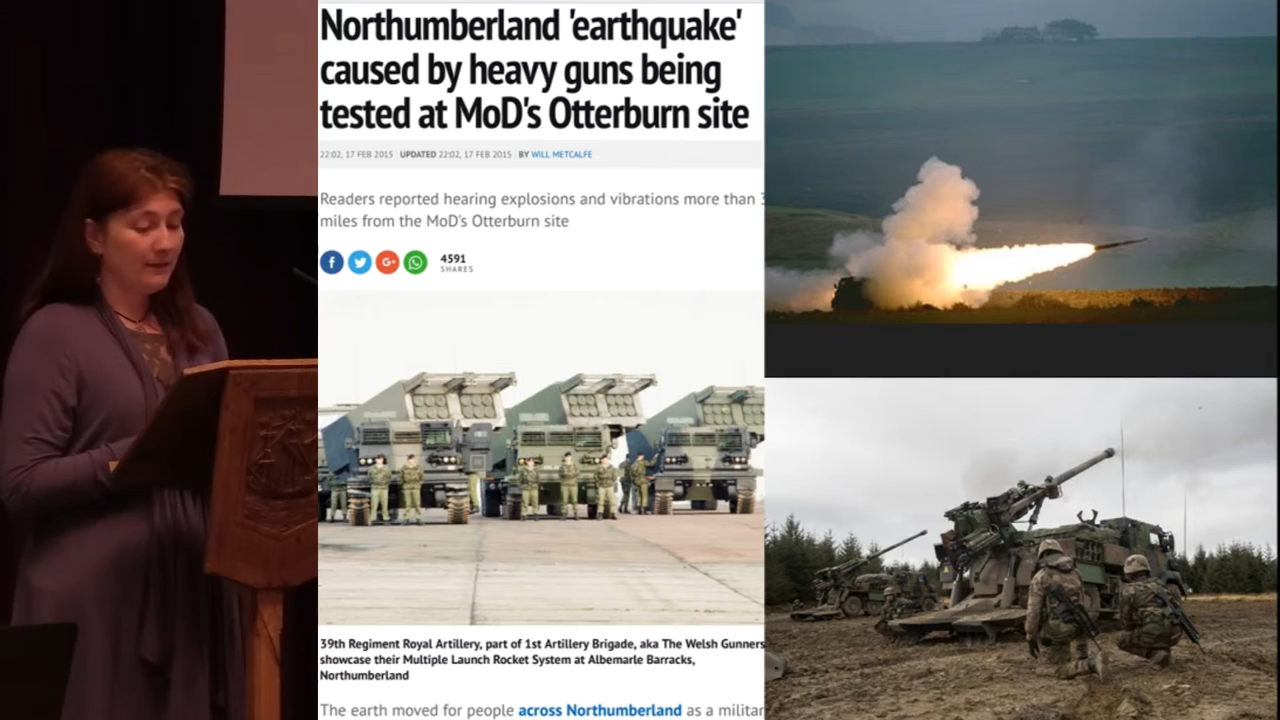 Northumberland 'earthquake'
caused by heavy guns being
tested at MoD's Otterburn site
22:02, 17 FEB 2015 UPDATED 22:02, 17 FEB 2015 BY WILL METCALFE
Readers reported hearing explosions and vibrations more than
miles from the MoD's Otterburn site
4591
SHARES
39th Regiment Royal Artillery, part of 1st Artillery Brigade, aka The Welsh Gunners
showcase their Multiple Launch Rocket System at Albemarle Barracks,
Northumberland
The earth moved for people across Northumberland as a